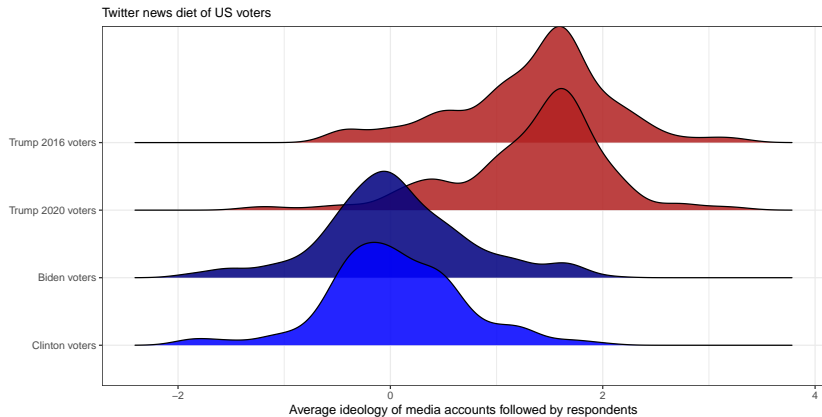 Twitter news diet of US voters
Trump 2016 voters
Trump 2020 voters
Biden voters
Clinton voters
−2 0 2 4
Average ideology of media accounts followed by respondents